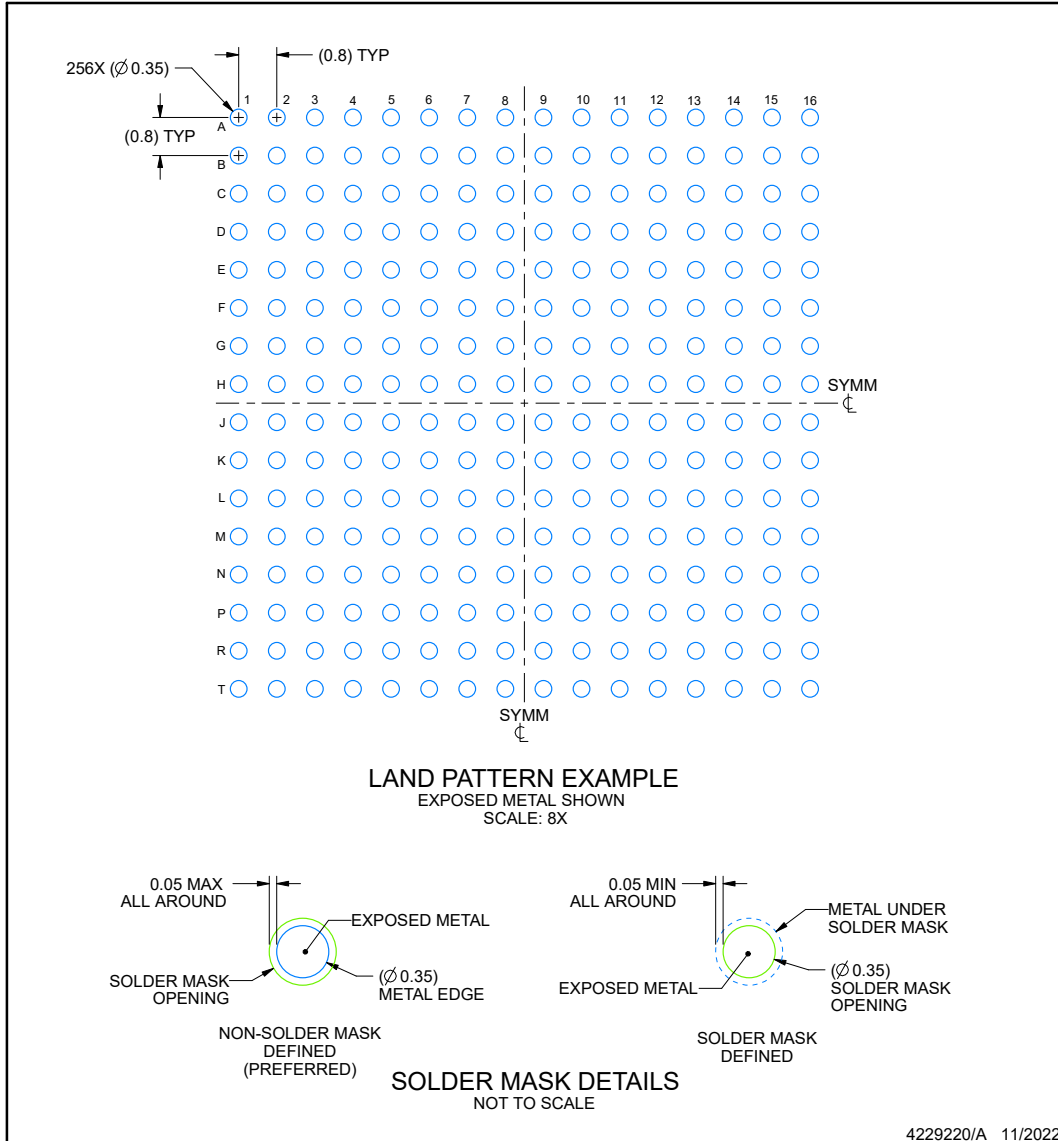 (0.8) TYP
256X (Ø 0.35)
1 2 3 4 5 6 7 8 9 10 11 12 13 14 15 16
A
(0.8) TYP
B
C
D
E
F
G
H
SYMM
℄
J
K
L
M
N
P
R
T
SYMM
℄
LAND PATTERN EXAMPLE
EXPOSED METAL SHOWN
SCALE: 8X
0.05 MAX
ALL AROUND
EXPOSED METAL
SOLDER MASK
OPENING
(Ø 0.35)
METAL EDGE
NON-SOLDER MASK
DEFINED
(PREFERRED)
0.05 MIN
ALL AROUND
METAL UNDER
SOLDER MASK
EXPOSED METAL
(Ø 0.35)
SOLDER MASK
OPENING
SOLDER MASK
DEFINED
SOLDER MASK DETAILS
NOT TO SCALE
4229220/A 11/2022